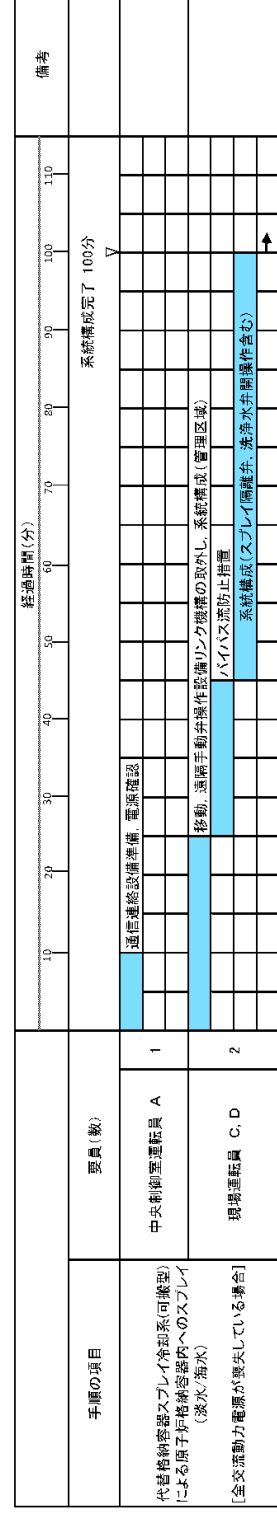 経過時間(分)
備考
10 20 30 40 50 60 70 80 90 100 110
手順の項目
要員(数)
系統構成完了 100分
▽
代替格納容器スプレイ冷却系(可搬型)
による原子炉格納容器内へのスプレイ
(淡水/海水)
[全交流動力電源が喪失している場合]
中央制御室運転員 A
1
通信連絡設備準備, 電源確認
現場運転員 C, D
2
移動, 遠隔手動弁操作設備リンク機構の取外し, 系統構成(管理区域)
バイパス流防止措置
系統構成(スプレイ隔離弁, 洗浄水弁開操作含む)